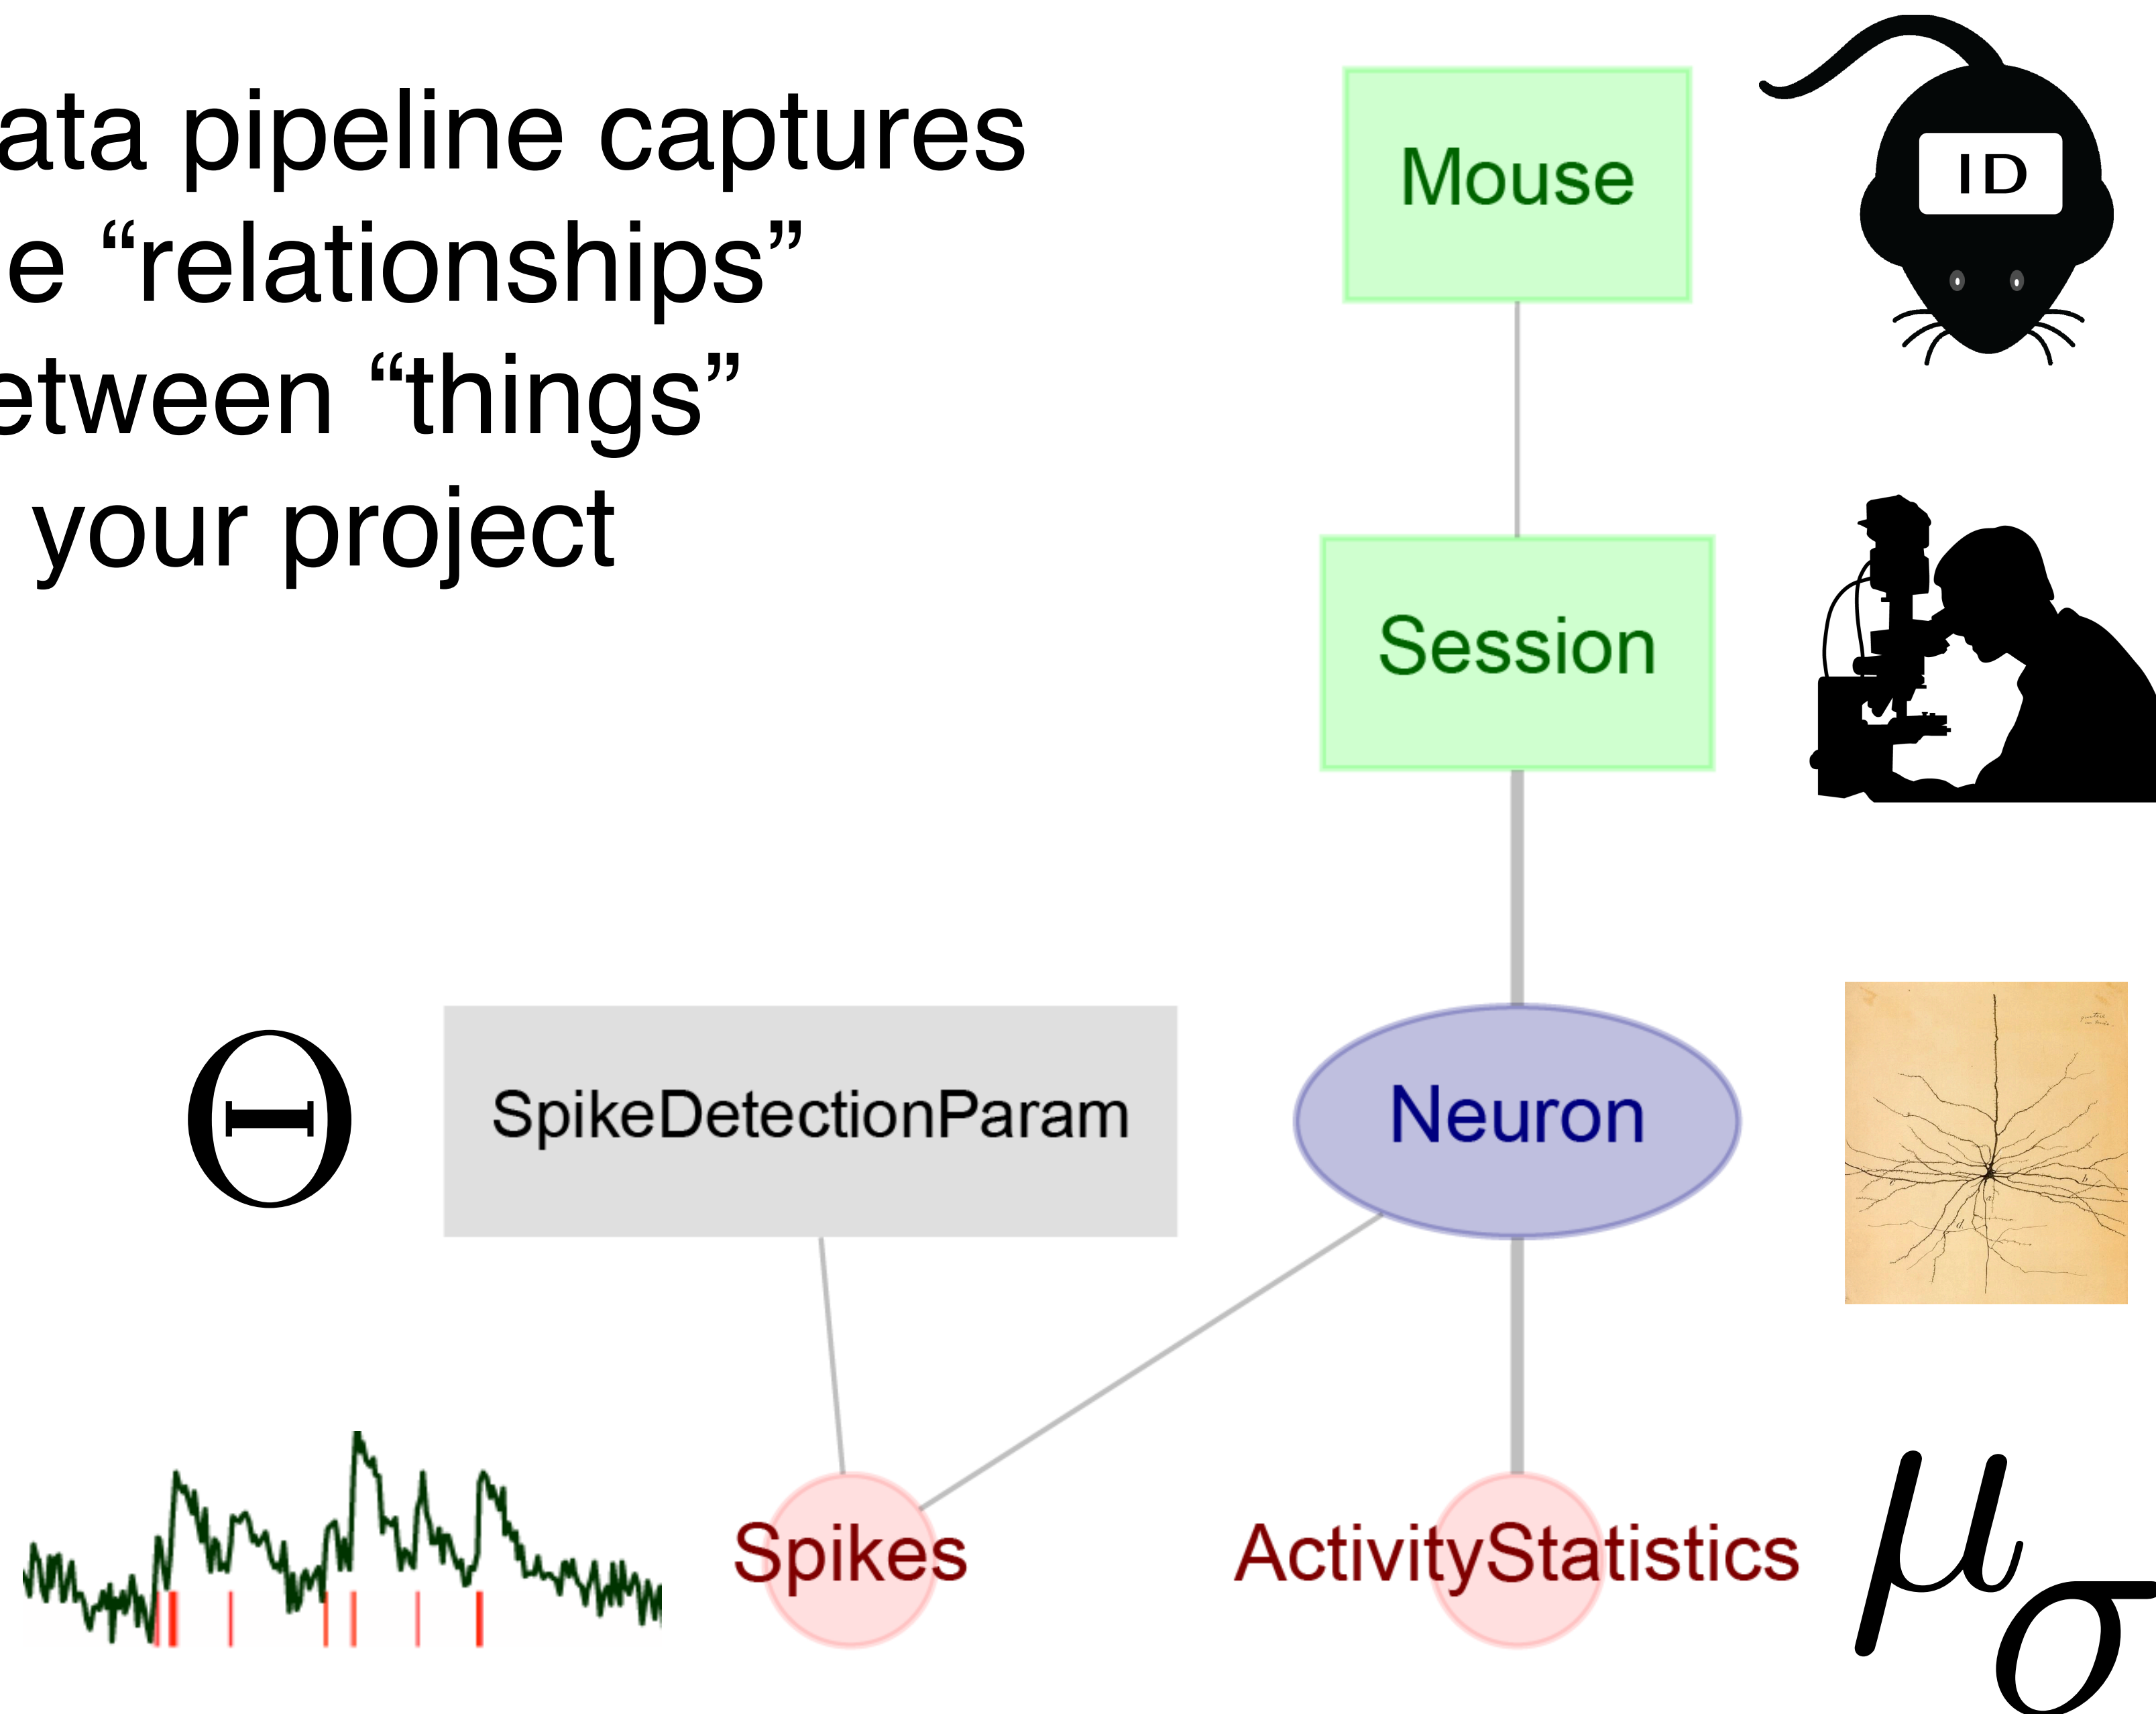 ata pipeline captures
e “relationships”
etween “things”
your project
Mouse
ID
Session
SpikeDetectionParam
Neuron
Θ
Spikes
ActivityStatistics
μ
σ